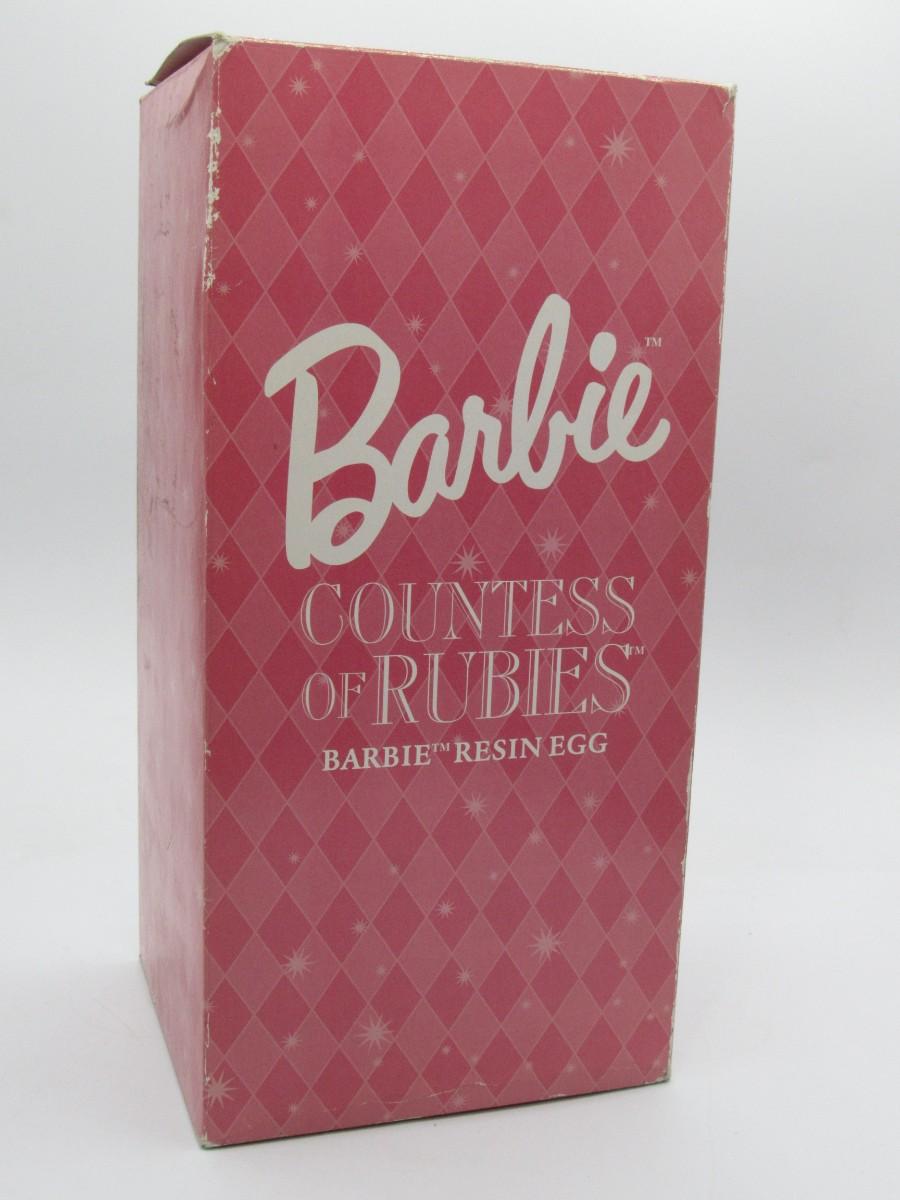 Barbie™
COUNTESS
OF RUBIES™
BARBIE™ RESIN EGG